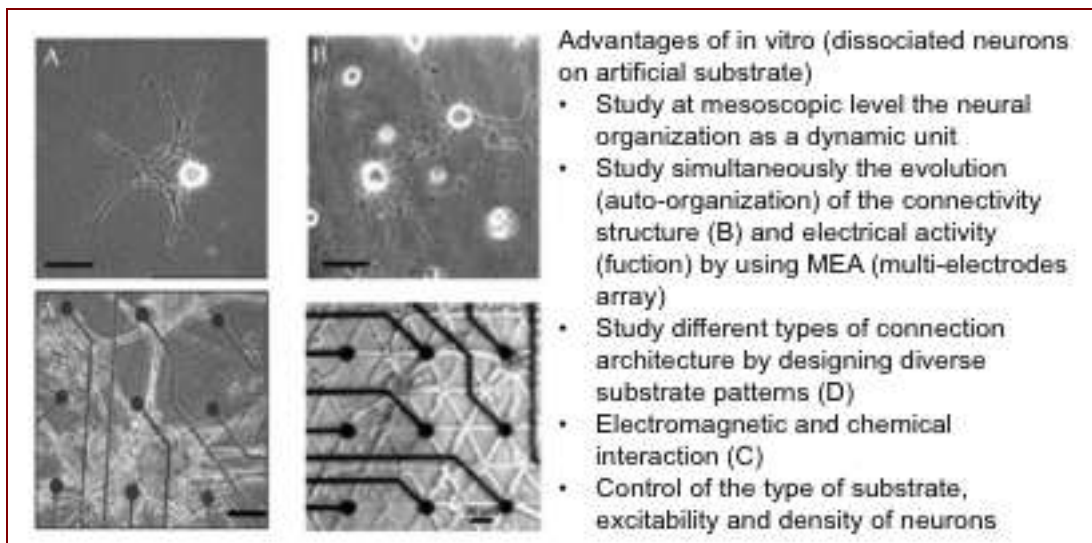 A
B
Advantages of in vitro (dissociated neurons
on artificial substrate)
• Study at mesoscopic level the neural
organization as a dynamic unit
• Study simultaneously the evolution
(auto-organization) of the connectivity
structure (B) and electrical activity
(fuction) by using MEA (multi-electrodes
array)
• Study different types of connection
architecture by designing diverse
substrate patterns (D)
• Electromagnetic and chemical
interaction (C)
• Control of the type of substrate,
excitability and density of neurons